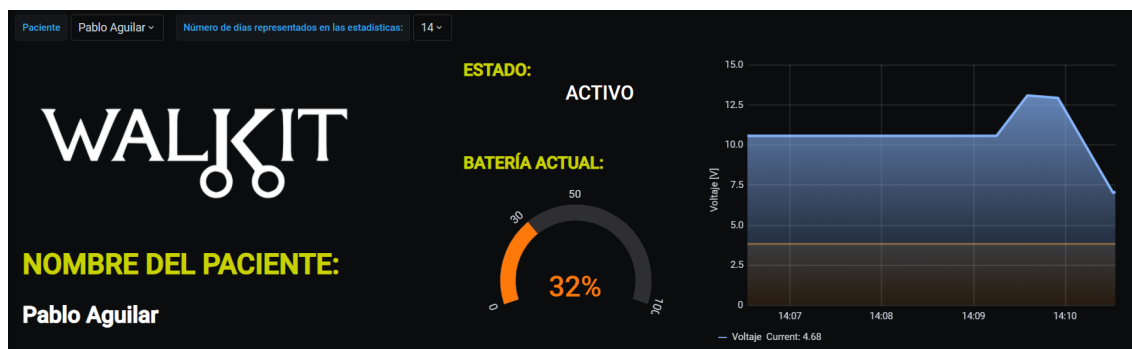 Paciente Pablo Aguilar Número de días representados en las estadísticas: 14
WALKIT
NOMBRE DEL PACIENTE:
Pablo Aguilar
ESTADO:
ACTIVO
BATERÍA ACTUAL:
50
30
0
100
32%
Voltaje [V]
15.0
12.5
10.0
7.5
5.0
2.5
0
14:07 14:08 14:09 14:10
Voltaje Current: 4.68